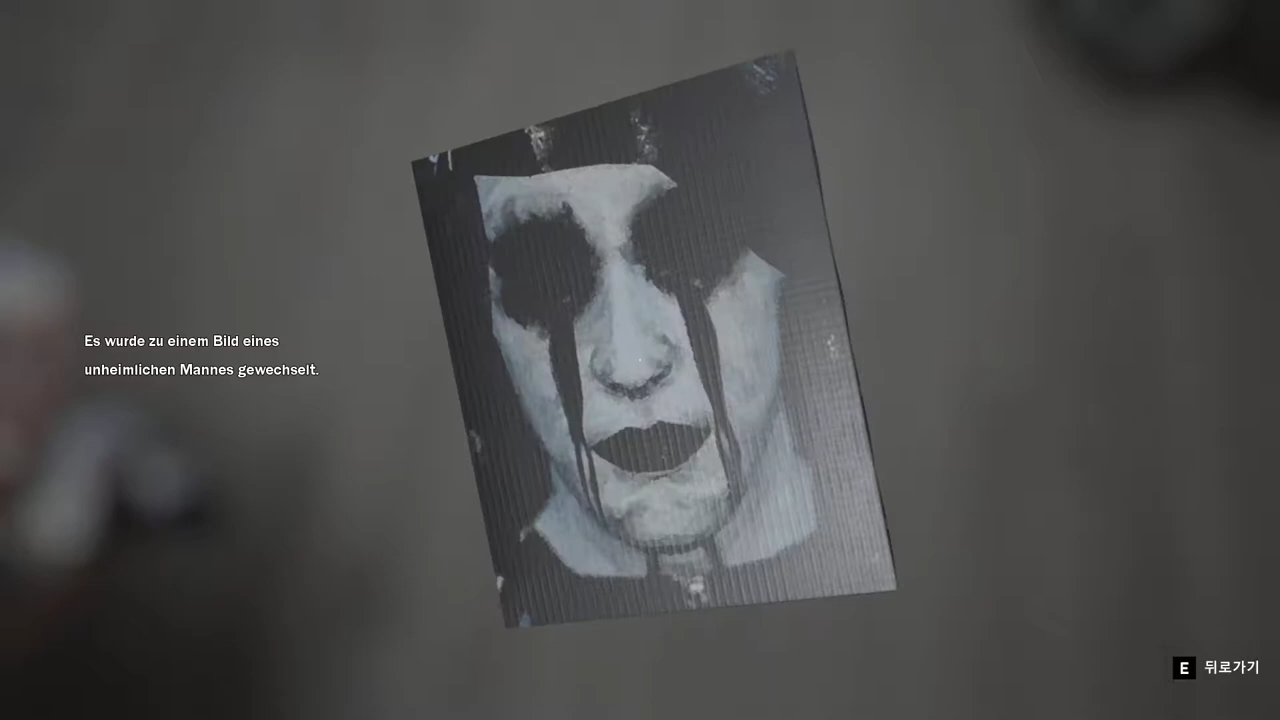 Es wurde zu einem Bild eines
unheimlichen Mannes gewechselt.
E 뒤로가기